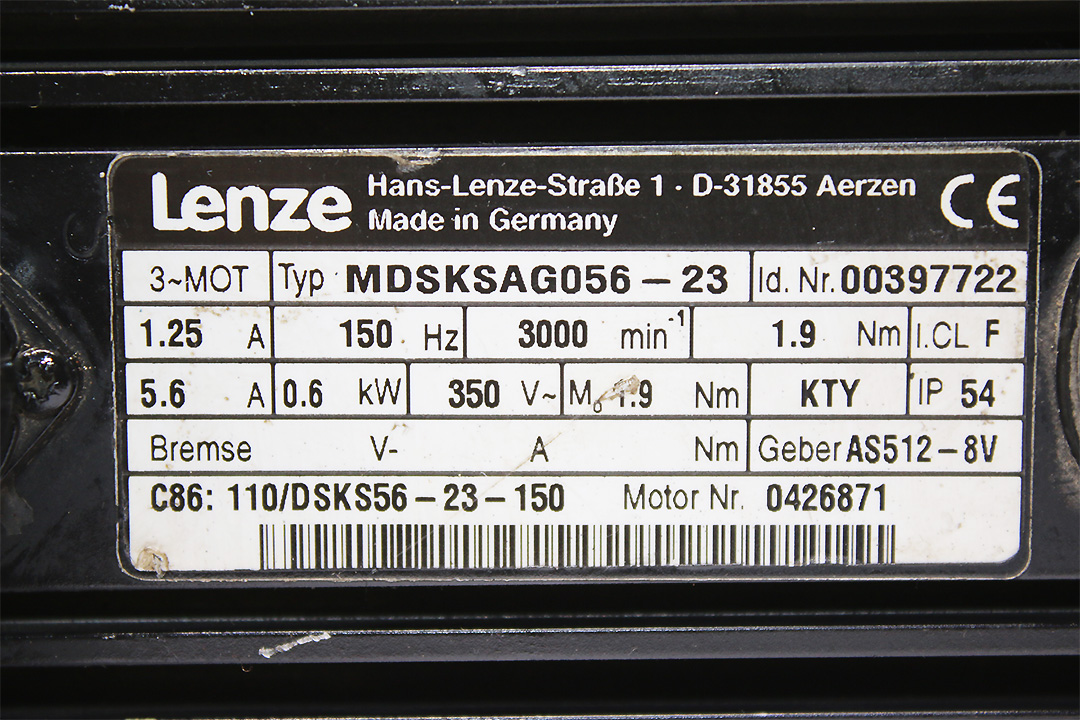 Lenze Hans-Lenze-Straße 1 · D-31855 Aerzen
Made in Germany
CE
3~MOT Typ MDSKSAG056-23 Id. Nr. 00397722
1.25 A 150 Hz 3000 min-1 1.9 Nm I.CL F
5.6 A 0.6 kW 350 V~ Mo 1.9 Nm KTY IP 54
Bremse V- A Nm Geber AS512-8V
C86: 110/DSKS56-23-150 Motor Nr. 0426871